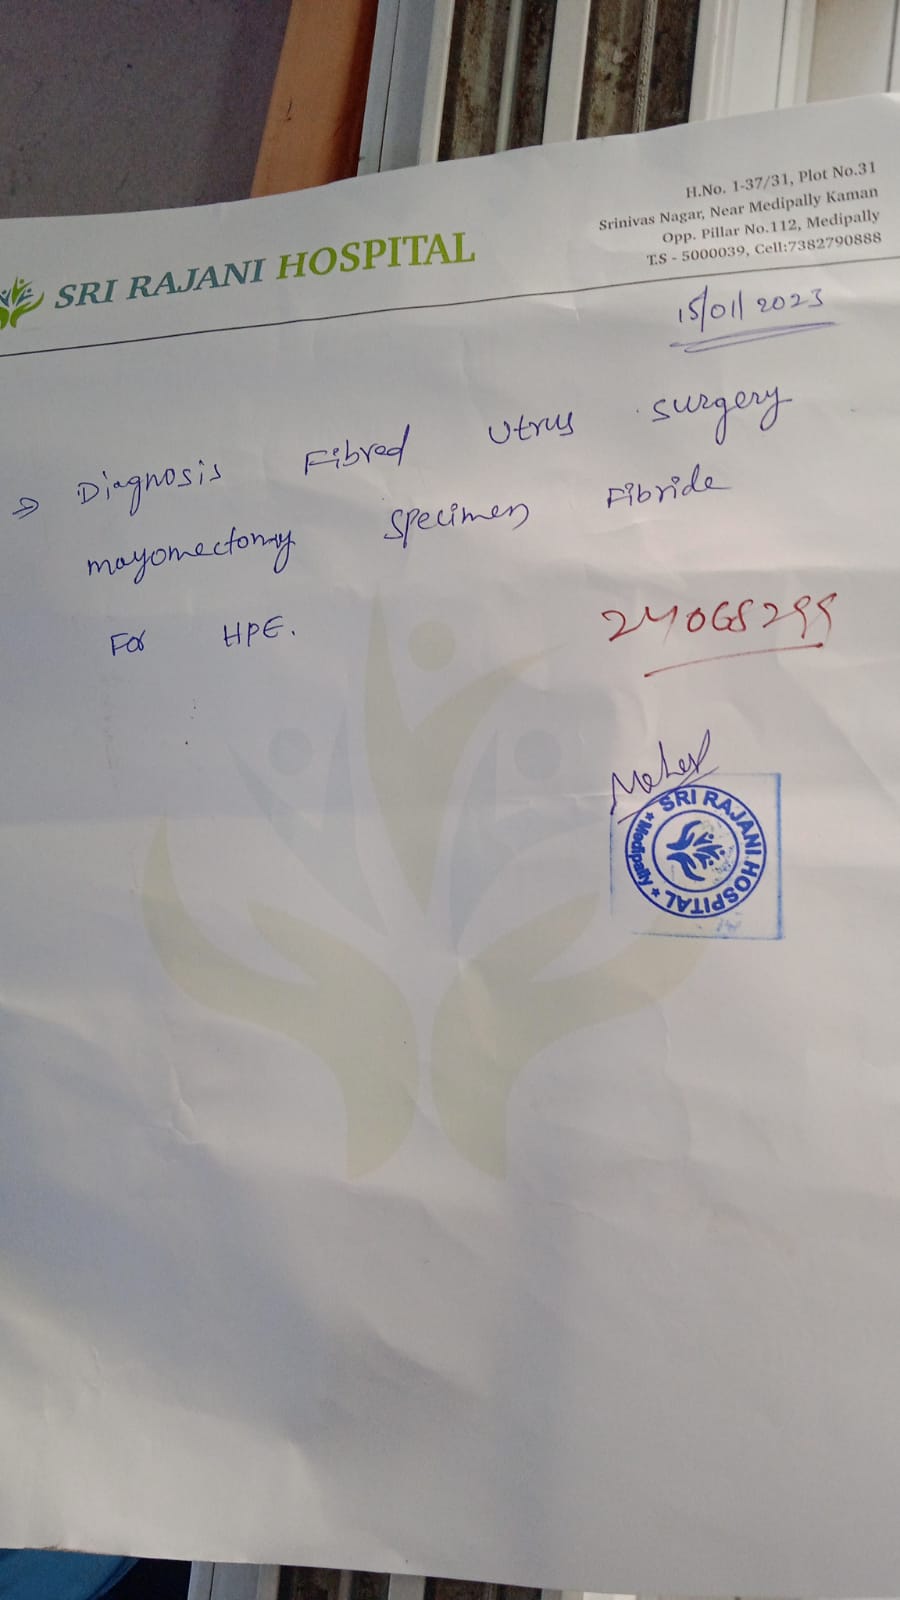 SRI RAJANI HOSPITAL
H.No. 1-37/31, Plot No.31
Srinivas Nagar, Near Medipally Kaman
Opp. Pillar No.112, Medipally
T.S - 5000039, Cell:7382790888
15/01/2023
→ Diagnosis Fibred Utrus surgery
mayomectomy specimen Fibride
For HPE.
SRI RAJANI HOSPITAL
* Medipally *